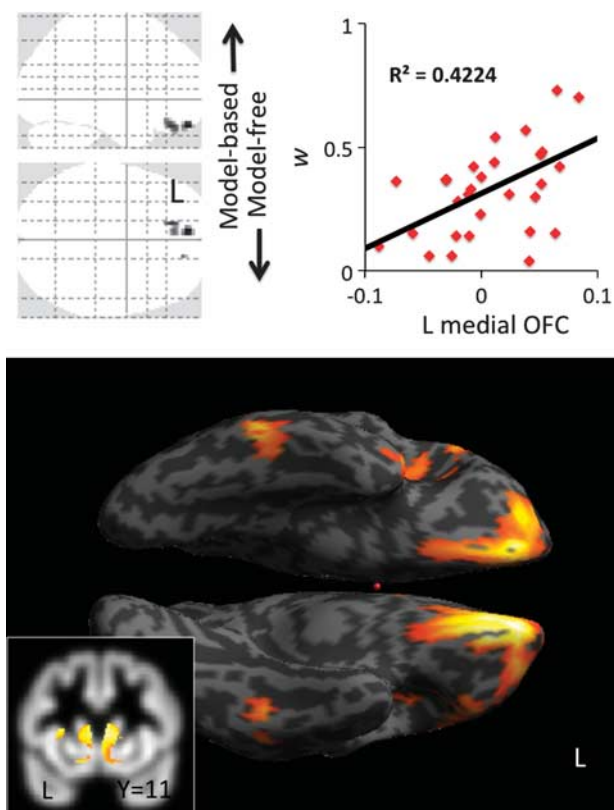 L
Model-based
Model-free
1
0.5
0
w
R² = 0.4224
-0.1
0
0.1
L medial OFC
L
L
Y=11